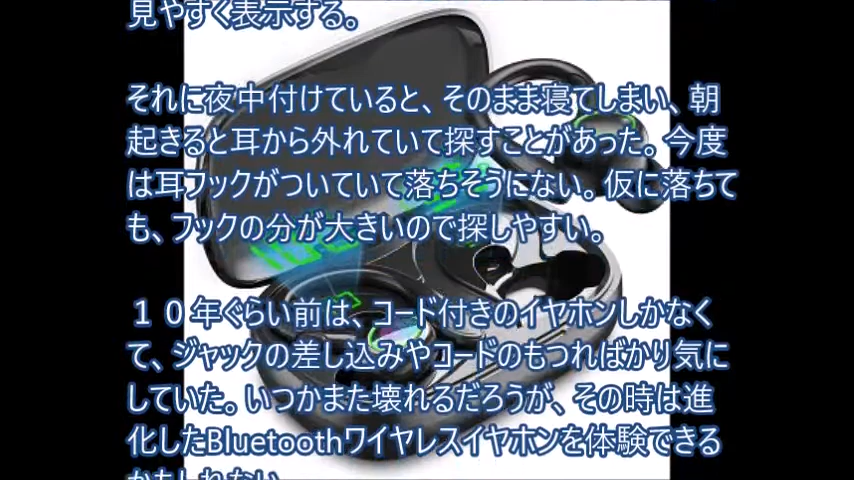 見やすく表示する。
それに夜中付けていると、そのまま寝てしまい、朝
起きると耳から外れていて探すことがあった。今度
は耳フックがついていて落ちそうにない。仮に落ちて
も、フックの分が大きいので探しやすい。
１０年ぐらい前は、コード付きのイヤホンしかなく
て、ジャックの差し込みやコードのもつればかり気に
していた。いつかまた壊れるだろうが、その時は進
化したBluetoothワイヤレスイヤホンを体験できる
かもしれない